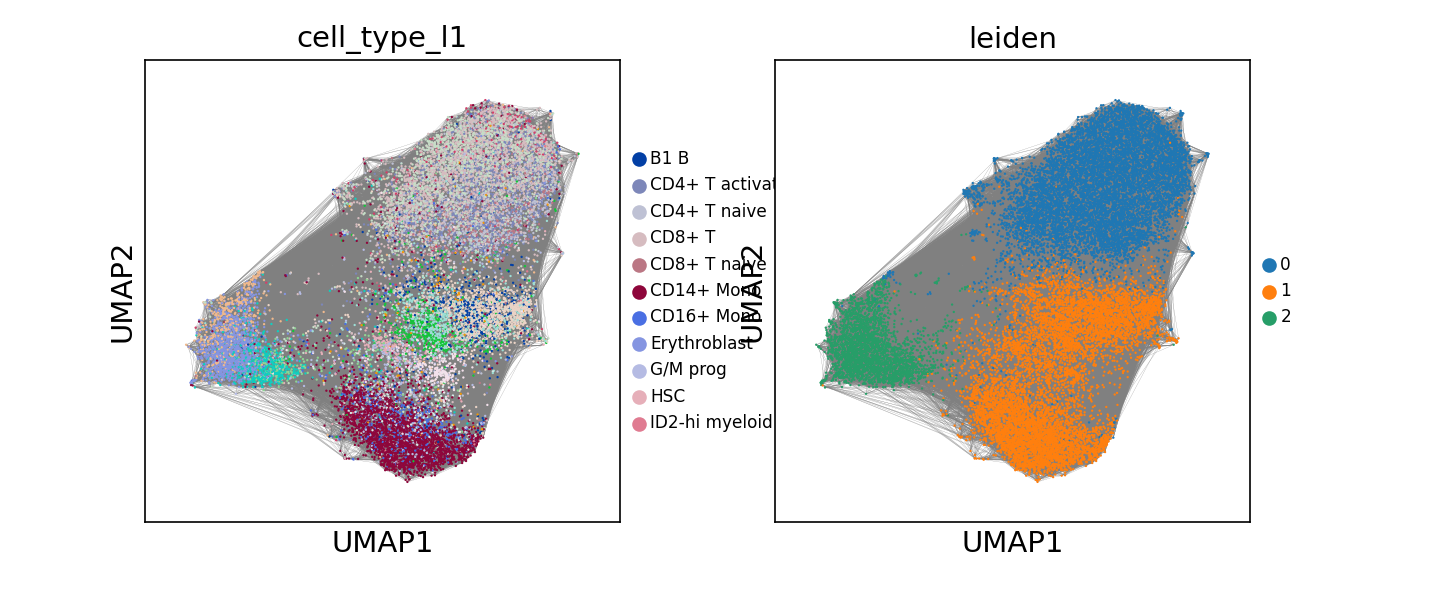 cell_type_l1
UMAP2
UMAP1
B1 B
CD4+ T activat
CD4+ T naive
CD8+ T
CD8+ T naive
CD14+ Mono
CD16+ Mono
Erythroblast
G/M prog
HSC
ID2-hi myeloid
leiden
UMAP2
UMAP1
0
1
2